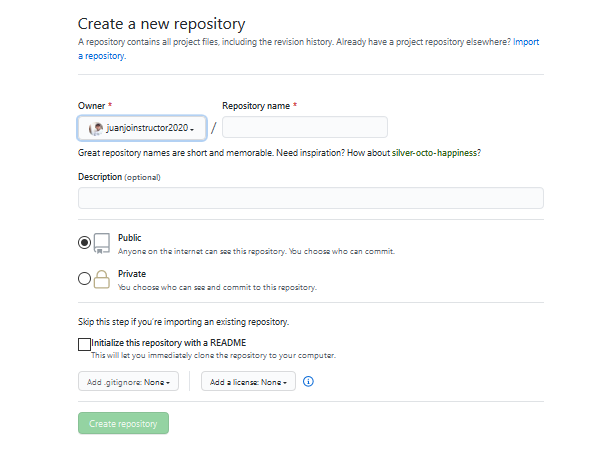 Create a new repository
A repository contains all project files, including the revision history. Already have a project repository elsewhere? Import
a repository.
Owner *
Repository name *
juanjoinstructor2020
/
Great repository names are short and memorable. Need inspiration? How about silver-octo-happiness?
Description (optional)
Public
Anyone on the internet can see this repository. You choose who can commit.
Private
You choose who can see and commit to this repository.
Skip this step if you're importing an existing repository.
Initialize this repository with a README
This will let you immediately clone the repository to your computer.
Add .gitignore: None
Add a license: None
Create repository